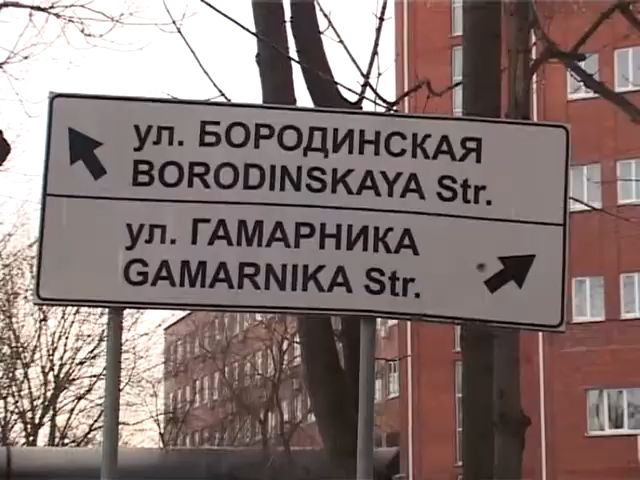 ул. БОРОДИНСКАЯ
BORODINSKAYA Str.
ул. ГАМАРНИКА
GAMARNIKA Str.